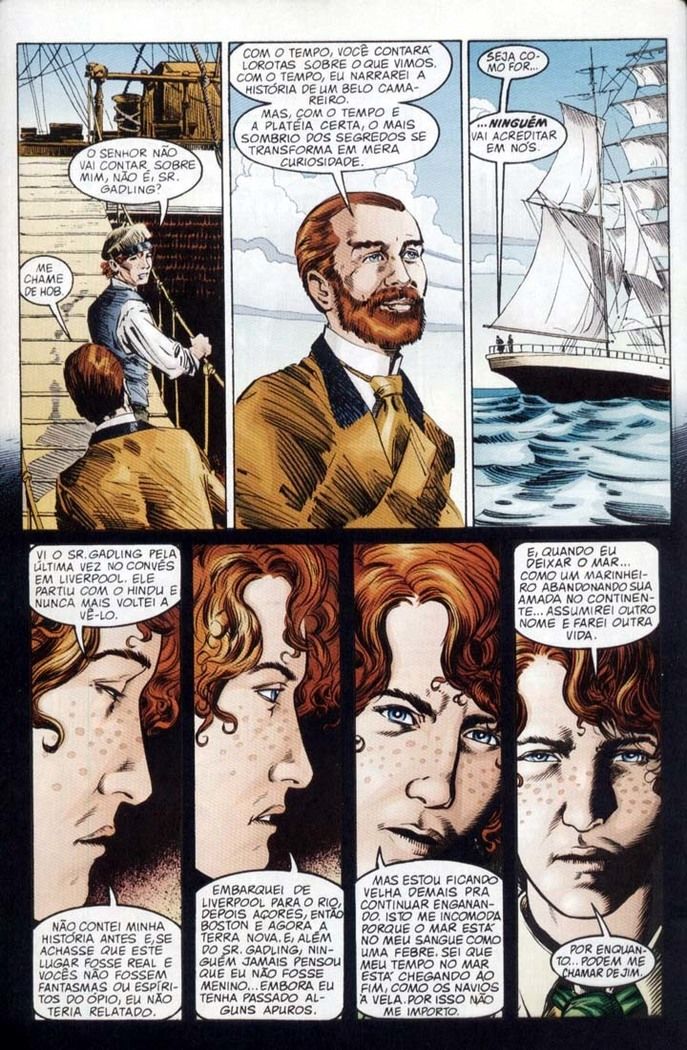 O SENHOR NÃO
VAI CONTAR SOBRE
MIM, NÃO É, SR.
GADLING?
ME
CHAME
DE HOB.
COM O TEMPO, VOCÊ CONTARÁ
LOROTAS SOBRE O QUE VIMOS,
COM O TEMPO, EU NARRAREI A
HISTÓRIA DE UM BELO CAMA-
REIRO.
MAS, COM O TEMPO E
A PLATÉIA CERTA, O MAIS
SOMBRIO DOS SEGREDOS SE
TRANSFORMA EM MERA
CURIOSIDADE.
SEJA CO-
MO FOR...
...NINGUÉM
VAI ACREDITAR
EM NÓS.
VI O SR. GADLING PELA
ÚLTIMA VEZ NO CONVÉS
EM LIVERPOOL. ELE
PARTIU COM O HINDU E
NUNCA MAIS VOLTEI A
VÊ-LO.
NÃO CONTEI MINHA
HISTÓRIA ANTES E, SE
ACHASSE QUE ESTE
LUGAR FOSSE REAL E
VOCÊS NÃO FOSSEM
FANTASMAS OU ESPÍRI-
TOS DO ÓPIO, EU NÃO
TERIA RELATADO.
EMBARQUEI DE
LIVERPOOL PARA O RIO,
DEPOIS AÇORES, ENTÃO
BOSTON E AGORA A
TERRA NOVA. E, ALÉM
DO SR. GADLING, NIN-
GUÉM JAMAIS PENSOU
QUE EU NÃO FOSSE
MENINO... EMBORA EU
TENHA PASSADO AL-
GUNS APUROS.
MAS ESTOU FICANDO
VELHA DEMAIS PRA
CONTINUAR ENGANAN-
DO. ISTO ME INCOMODA
PORQUE O MAR ESTÁ
NO MEU SANGUE COMO
UMA FEBRE. SEI QUE
MEU TEMPO NO MAR
ESTÁ CHEGANDO AO
FIM, COMO OS NAVIOS
A VELA. POR ISSO NÃO
ME IMPORTO.
E, QUANDO EU
DEIXAR O MAR...
COMO UM MARINHEI-
RO ABANDONANDO SUA
AMADA NO CONTINEN-
TE... ASSUMIREI OUTRO
NOME E FAREI OUTRA
VIDA.
POR ENQUAN-
TO... PODEM ME
CHAMAR DE JIM.